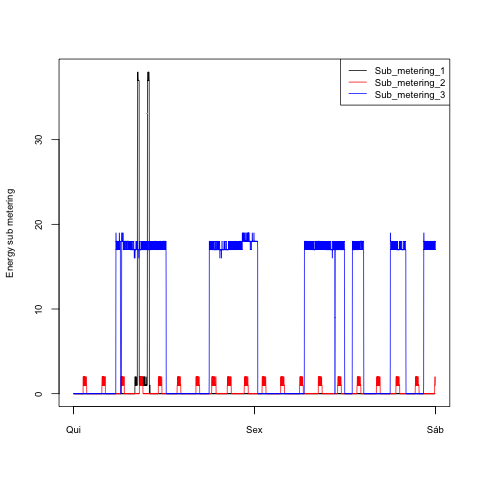 Sub_metering_1
Sub_metering_2
Sub_metering_3
Energy sub metering
30
20
10
0
Qui
Sex
Sáb